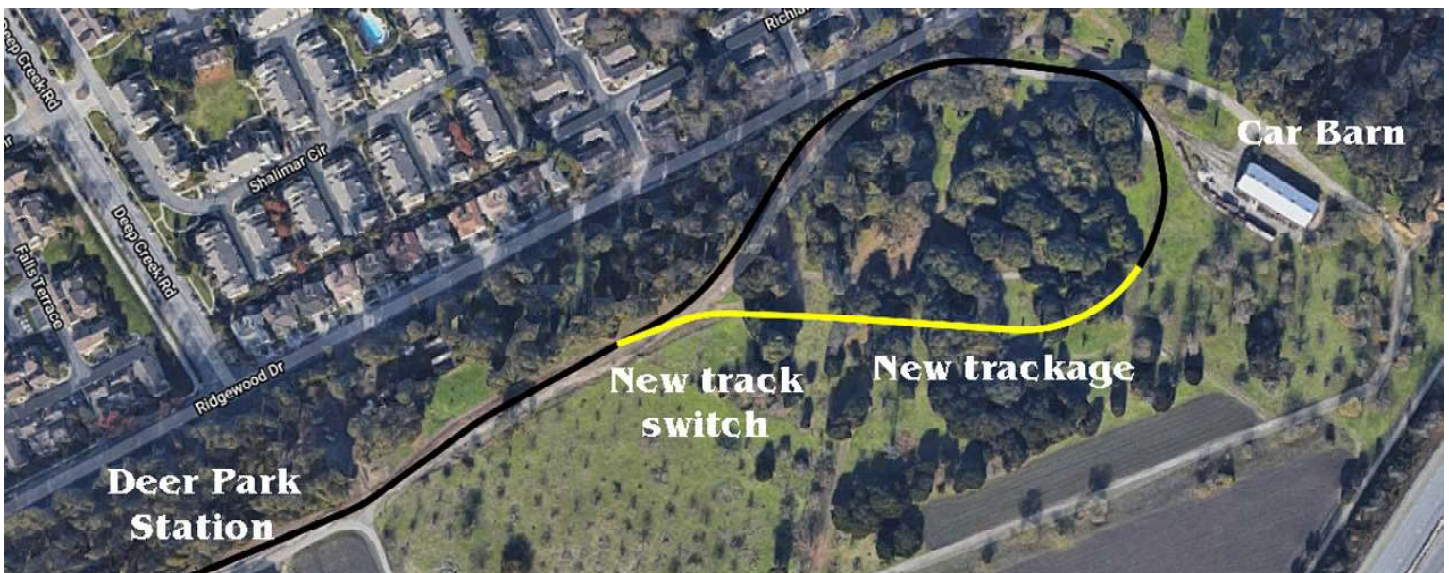 Deep Creek Rd
Richla
Shalimar Cir
Car Barn
Deep Creek Rd
Falls Terrace
Ridgewood Dr
New track
switch
New trackage
Deer Park
Station